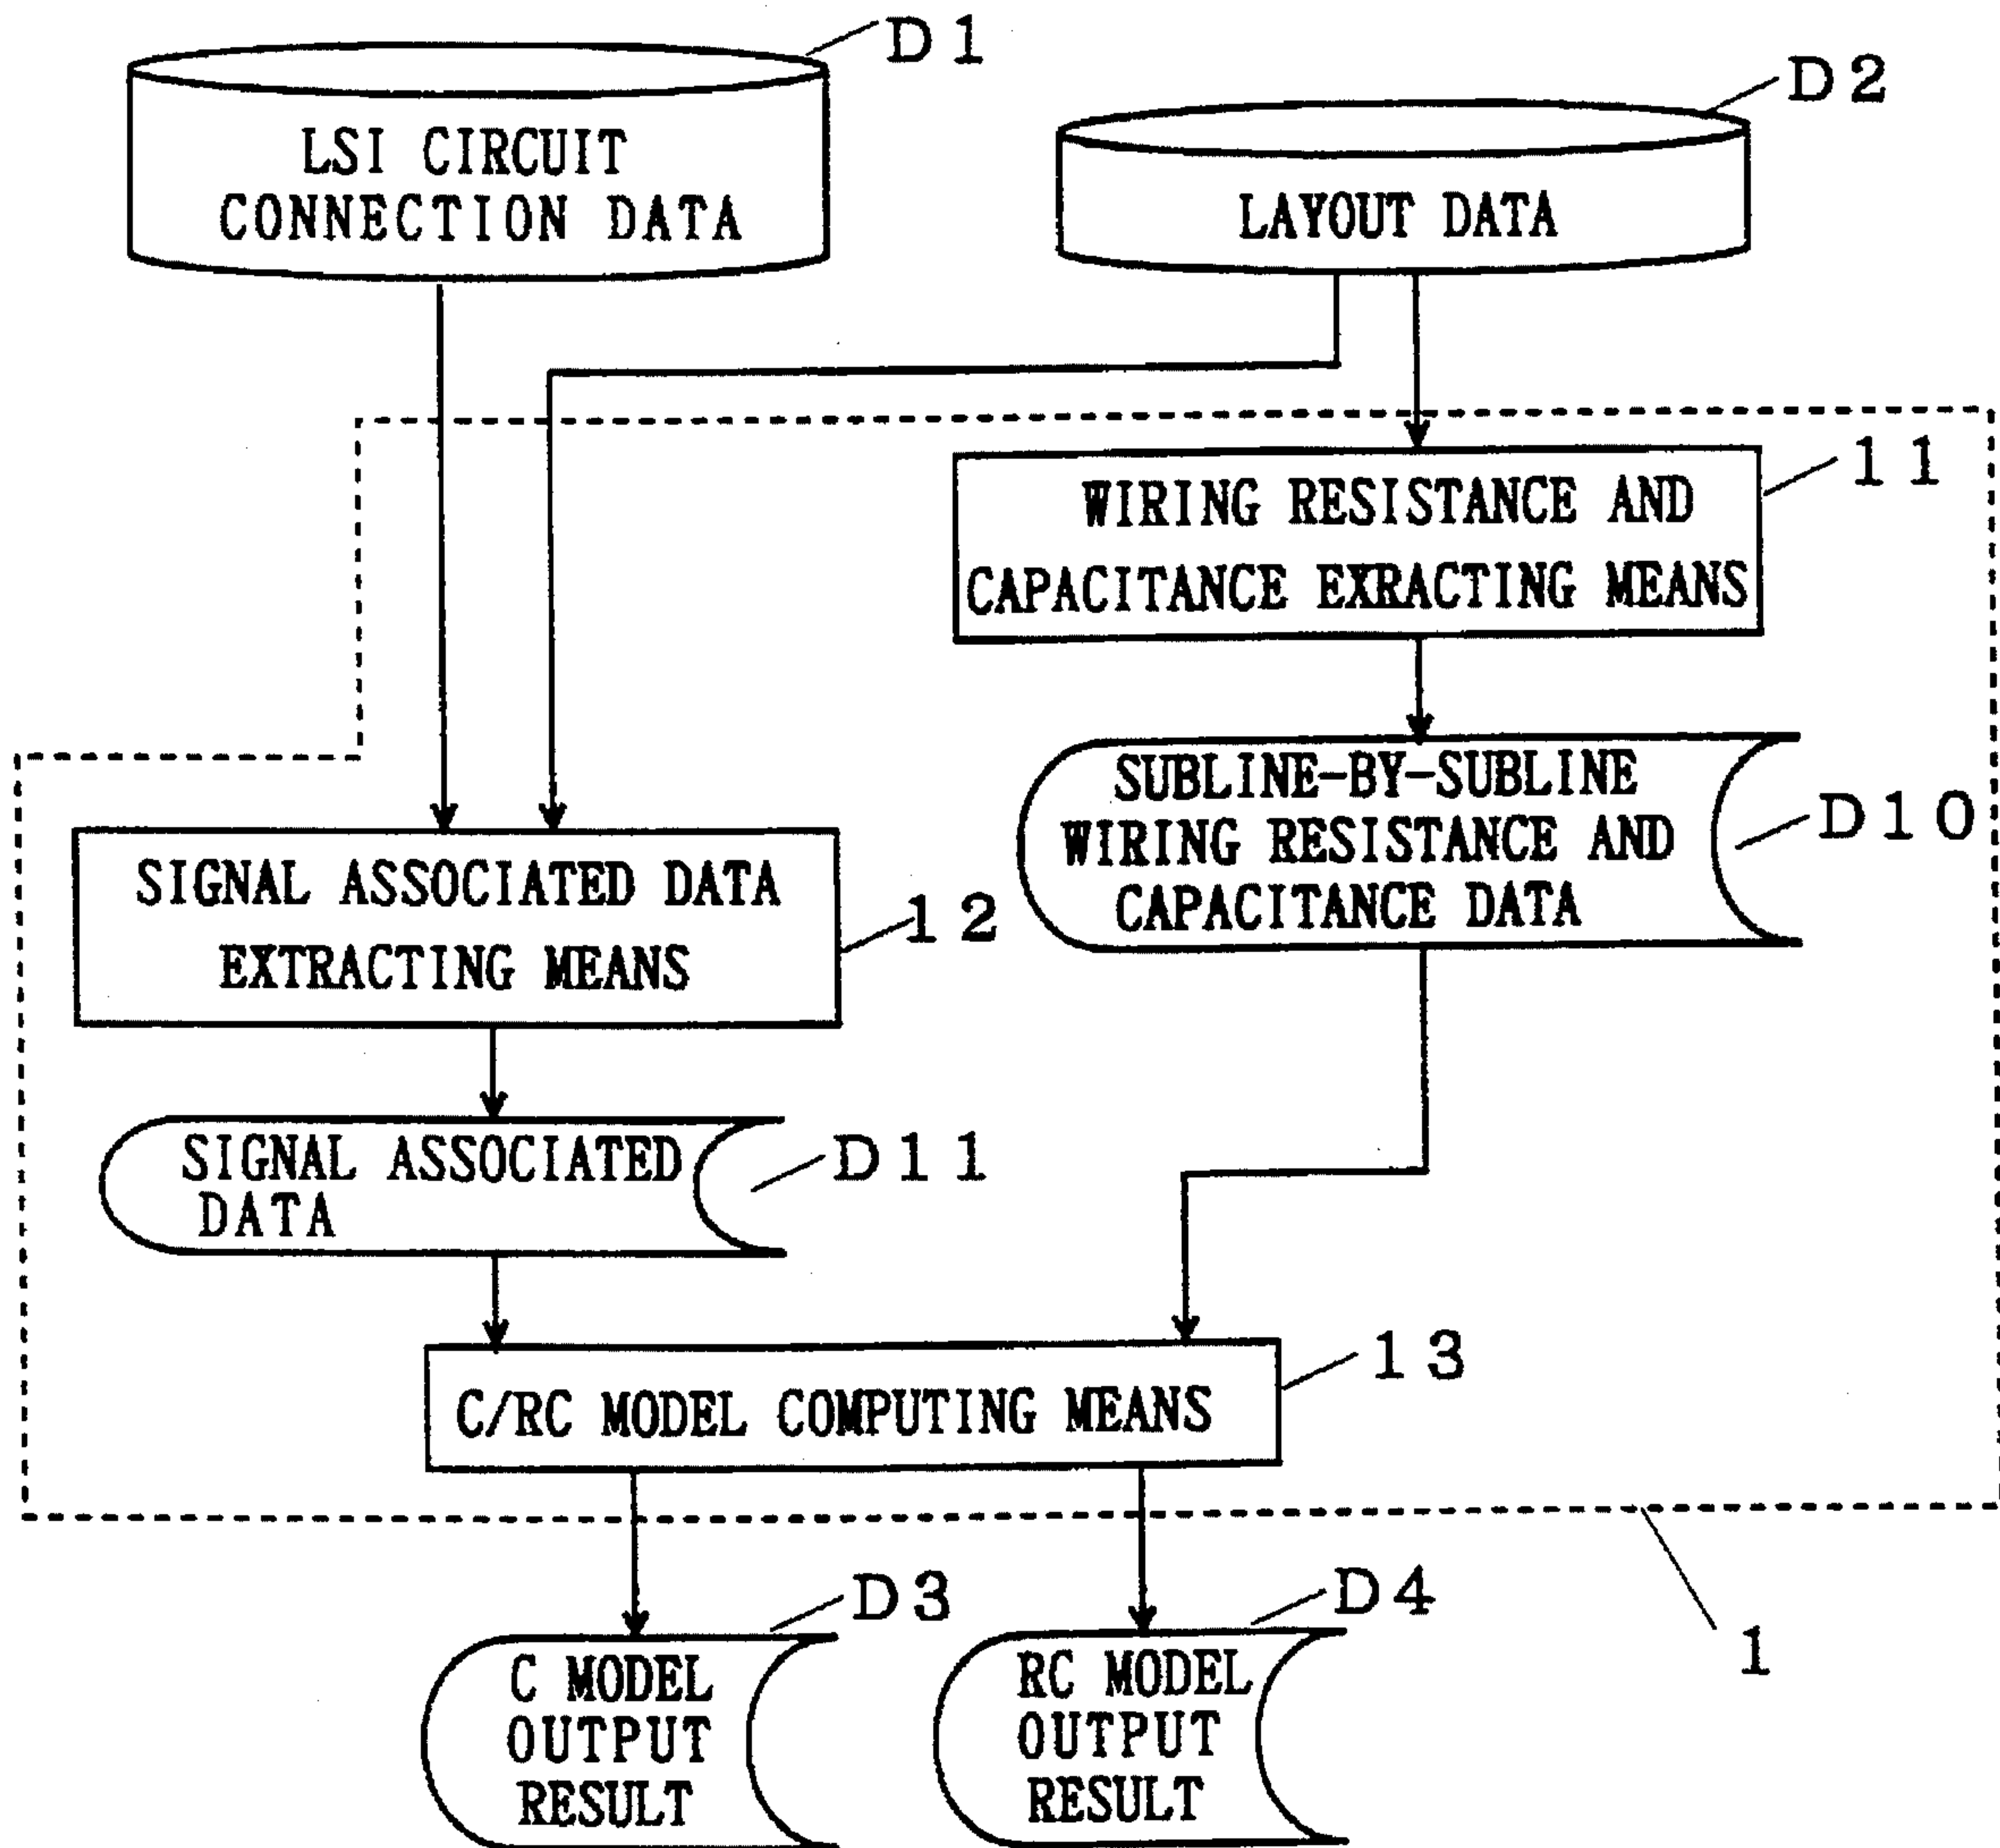 D1
LSI CIRCUIT
CONNECTION DATA
D2
LAYOUT DATA
11
WIRING RESISTANCE AND
CAPACITANCE EXRACTING MEANS
SUBLINE-BY-SUBLINE
WIRING RESISTANCE AND
CAPACITANCE DATA
D10
SIGNAL ASSOCIATED DATA
EXTRACTING MEANS
12
SIGNAL ASSOCIATED
DATA
D11
C/RC MODEL COMPUTING MEANS
13
1
D3
C MODEL
OUTPUT
RESULT
D4
RC MODEL
OUTPUT
RESULT